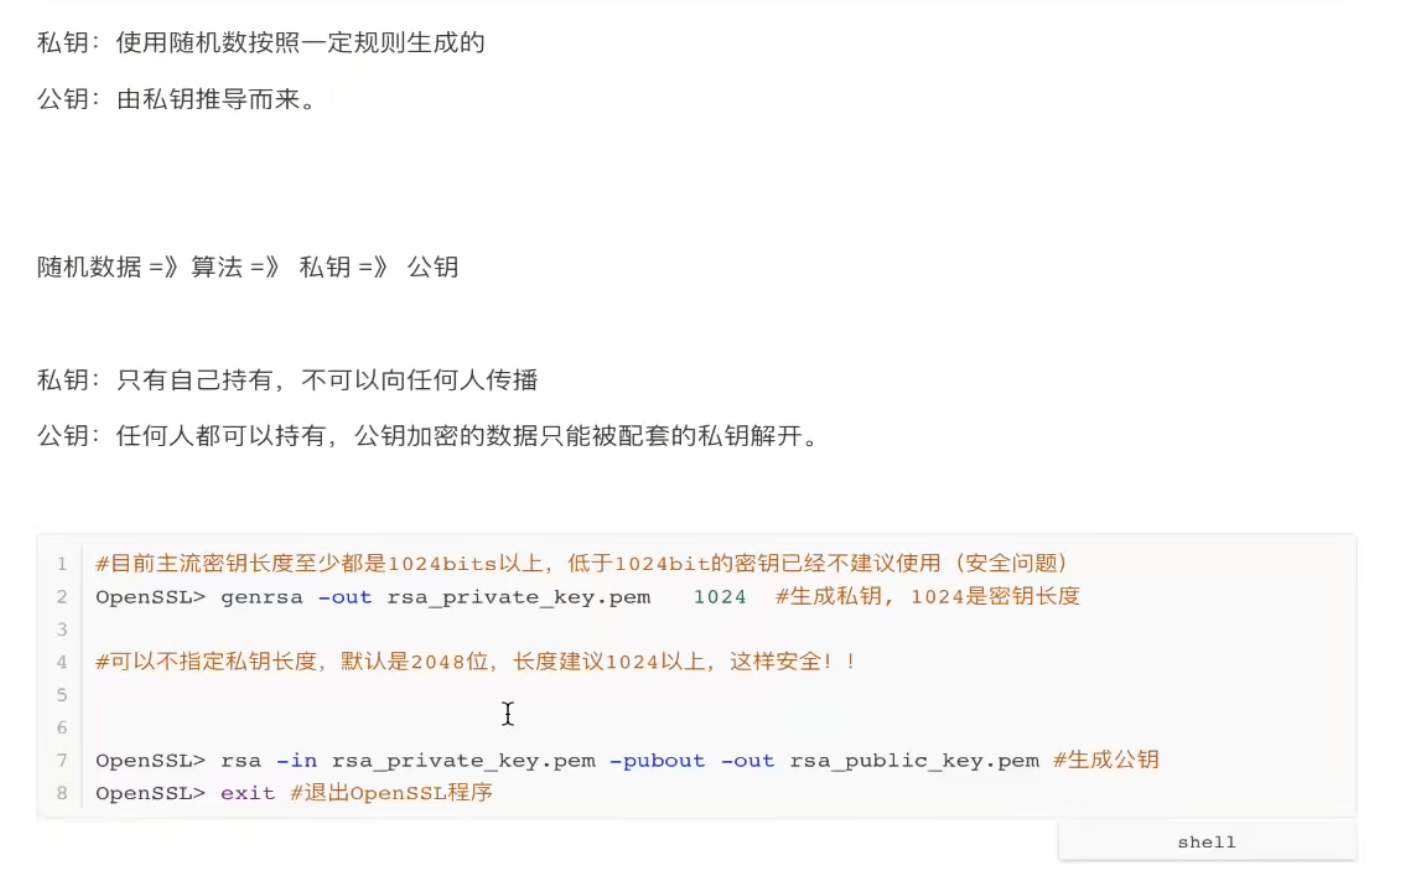 私钥：使用随机数按照一定规则生成的
公钥：由私钥推导而来。
随机数据 =》算法 =》 私钥 =》 公钥
私钥：只有自己持有，不可以向任何人传播
公钥：任何人都可以持有，公钥加密的数据只能被配套的私钥解开。
1 #目前主流密钥长度至少都是1024bits以上，低于1024bit的密钥已经不建议使用（安全问题）
2 OpenSSL> genrsa -out rsa_private_key.pem 1024 #生成私钥，1024是密钥长度
3
4 #可以不指定私钥长度，默认是2048位，长度建议1024以上，这样安全！！
5
6
7 OpenSSL> rsa -in rsa_private_key.pem -pubout -out rsa_public_key.pem #生成公钥
8 OpenSSL> exit #退出OpenSSL程序
shell